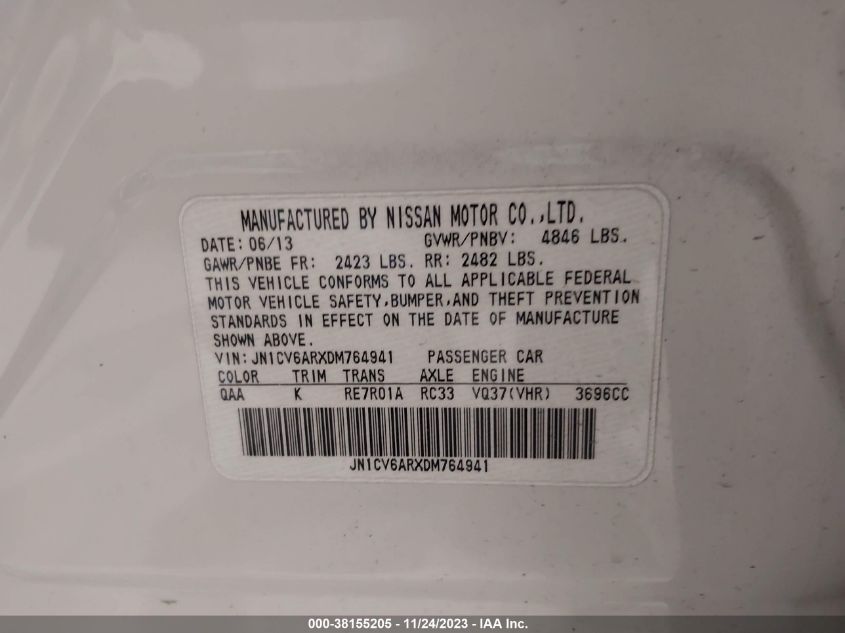 MANUFACTURED BY NISSAN MOTOR CO.,LTD.
DATE: 06/13 GVWR/PNBV: 4846 LBS.
GAWR/PNBE FR: 2423 LBS. RR: 2482 LBS.
THIS VEHICLE CONFORMS TO ALL APPLICABLE FEDERAL
MOTOR VEHICLE SAFETY,BUMPER,AND THEFT PREVENTION
STANDARDS IN EFFECT ON THE DATE OF MANUFACTURE
SHOWN ABOVE.
VIN:JN1CV6ARXDM764941 PASSENGER CAR
COLOR TRIM TRANS AXLE ENGINE
QAA K RE7R01A RC33 VQ37(VHR) 3696CC
JN1CV6ARXDM764941
000-38155205 - 11/24/2023 - IAA Inc.